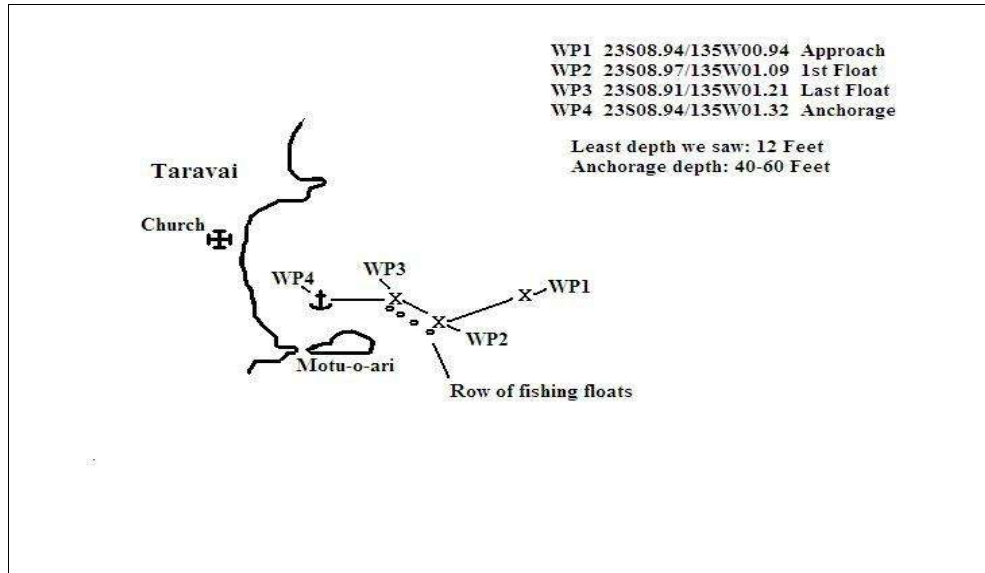 WP1 23S08.94/135W00.94 Approach
WP2 23S08.97/135W01.09 1st Float
WP3 23S08.91/135W01.21 Last Float
WP4 23S08.94/135W01.32 Anchorage
Least depth we saw: 12 Feet
Anchorage depth: 40-60 Feet
Taravai
Church
WP3
WP4
X
X
WP1
X
WP2
Motu-o-ari
Row of fishing floats